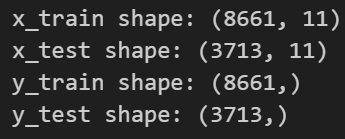 x_train shape: (8661, 11)
x_test shape: (3713, 11)
y_train shape: (8661,)
y_test shape: (3713,)